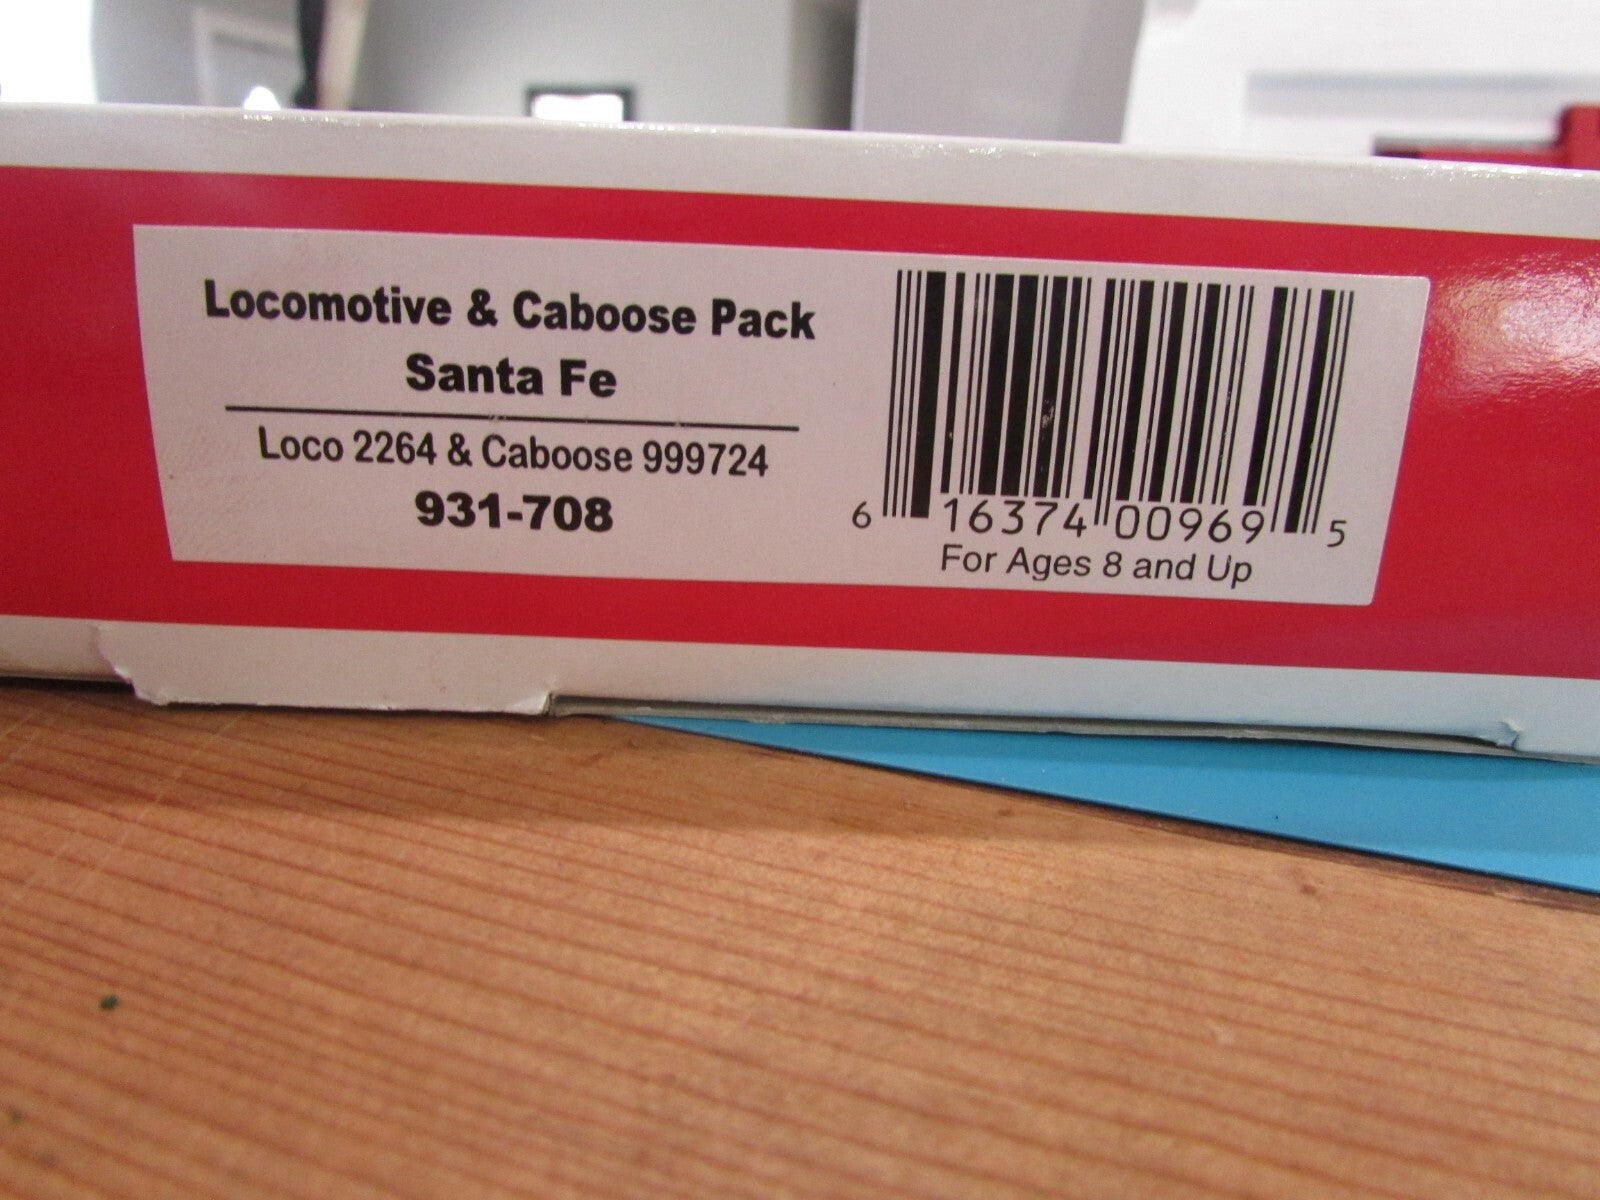 Locomotive & Caboose Pack
Santa Fe
Loco 2264 & Caboose 999724
931-708
6 16374 00969 5
For Ages 8 and Up